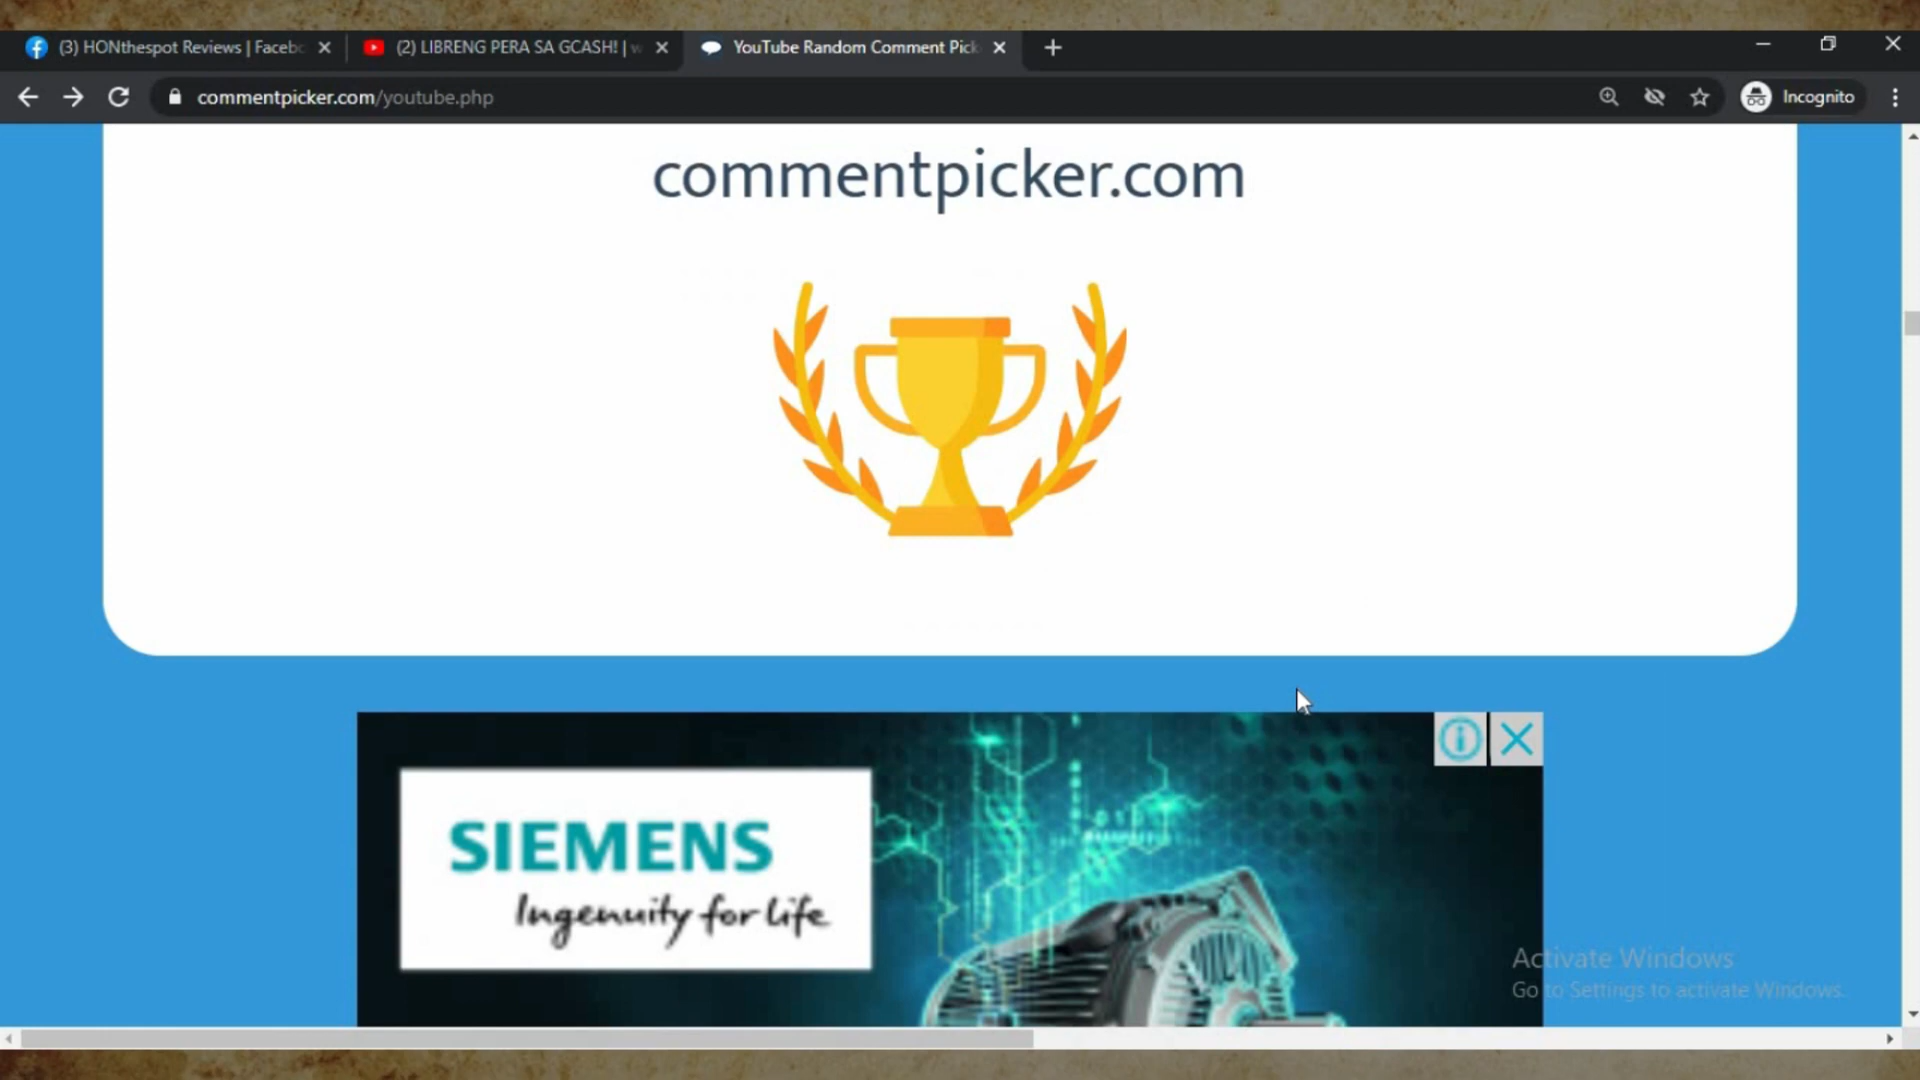 (3) HONthespot Reviews | Facebo
(2) LIBRENG PERA SA GCASH! | w
YouTube Random Comment Pick
commentpicker.com/youtube.php
Incognito
commentpicker.com
SIEMENS
Ingenuity for life
Activate Windows
Go to Settings to activate Windows.